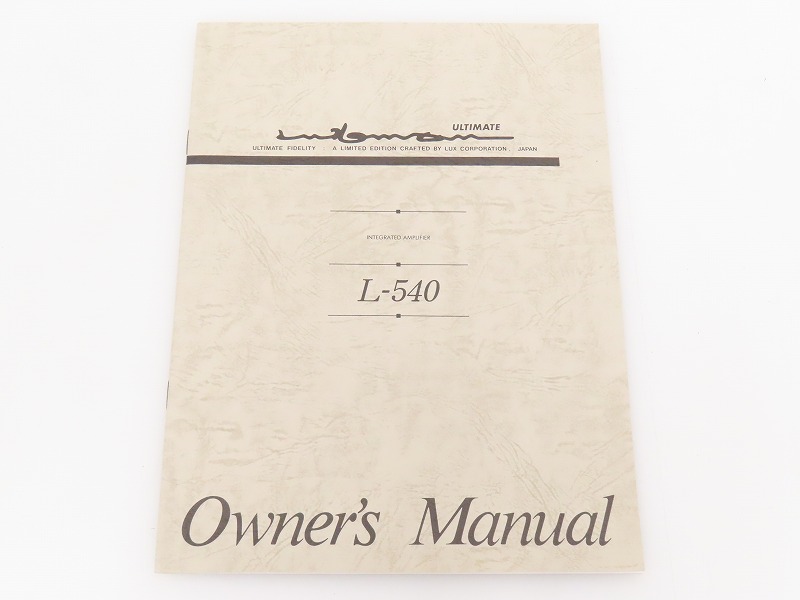 luxman ULTIMATE
ULTIMATE FIDELITY . A LIMITED EDITION CRAFTED BY LUX CORPORATION. JAPAN
INTEGRATED AMPLIFIER
L-540
Owner's Manual